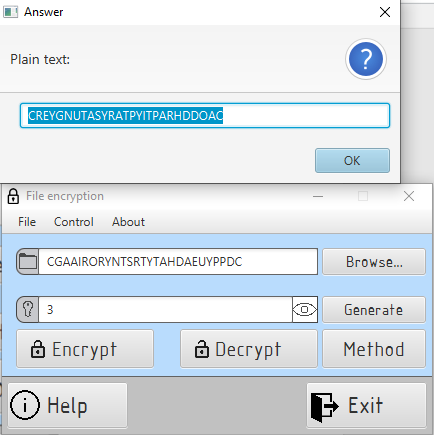 Answer
Plain text:
?
CREYGNUTASYRATPYITPARHDDOAC
OK
File encryption
File Control About
CGAAIRORYNTSRTYTAHDAEUYPPDC
Browse...
3
Generate
Encrypt
Decrypt
Method
Help
Exit